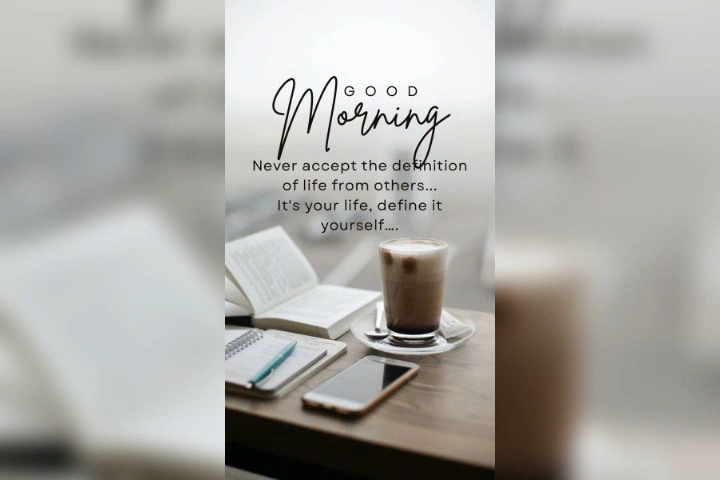 GOOD
Morning
Never accept the definition
of life from others...
It's your life, define it
yourself....